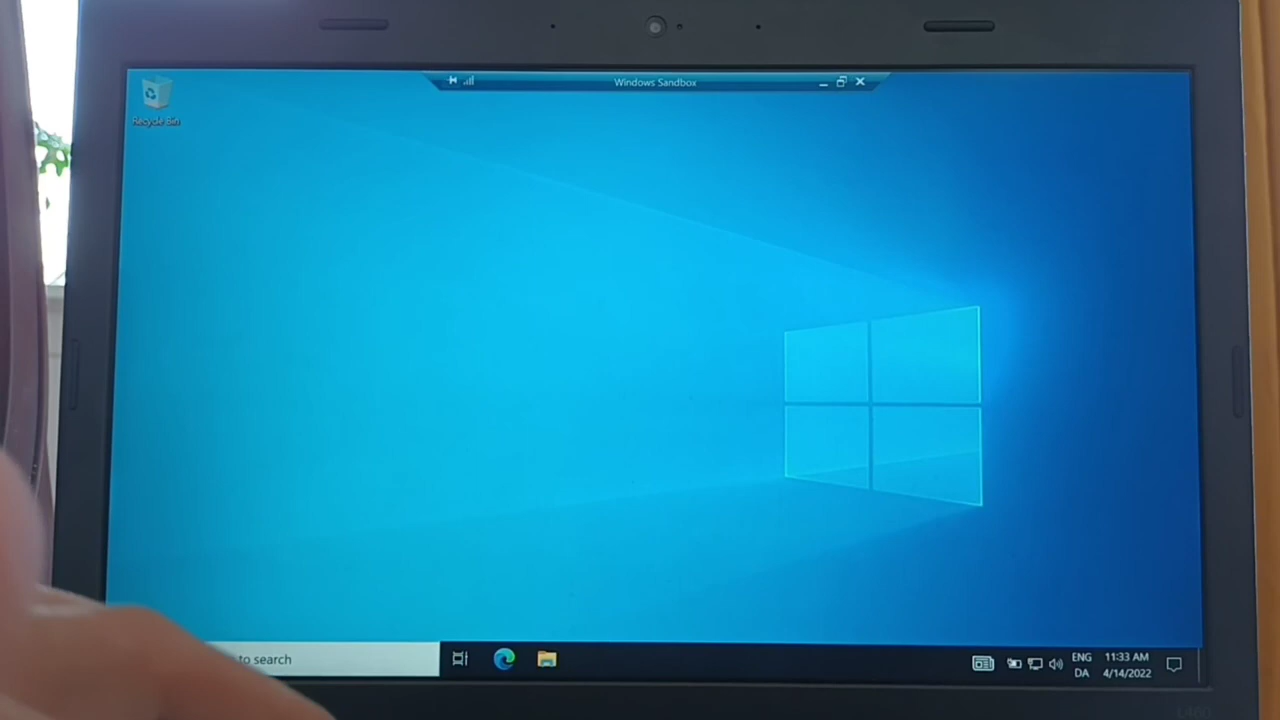 Windows Sandbox
Recycle Bin
to search
ENG
DA
11:33 AM
4/14/2022